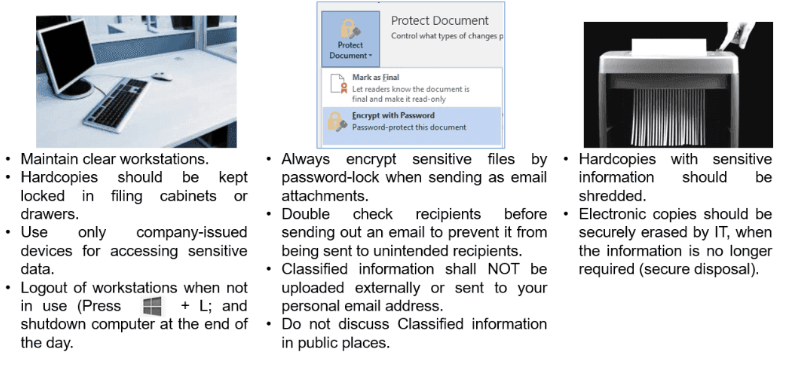 Protect Document
Control what types of changes p
Protect
Document
Mark as Final
Let readers know the document is
final and make it read-only
Encrypt with Password
Password-protect this document
• Maintain clear workstations.
• Hardcopies should be kept
locked in filing cabinets or
drawers.
• Use only company-issued
devices for accessing sensitive
data.
• Logout of workstations when not
in use (Press + L; and
shutdown computer at the end of
the day.
• Always encrypt sensitive files by
password-lock when sending as email
attachments.
• Double check recipients before
sending out an email to prevent it from
being sent to unintended recipients.
• Classified information shall NOT be
uploaded externally or sent to your
personal email address.
• Do not discuss Classified information
in public places.
• Hardcopies with sensitive
information should be
shredded.
• Electronic copies should be
securely erased by IT, when
the information is no longer
required (secure disposal).